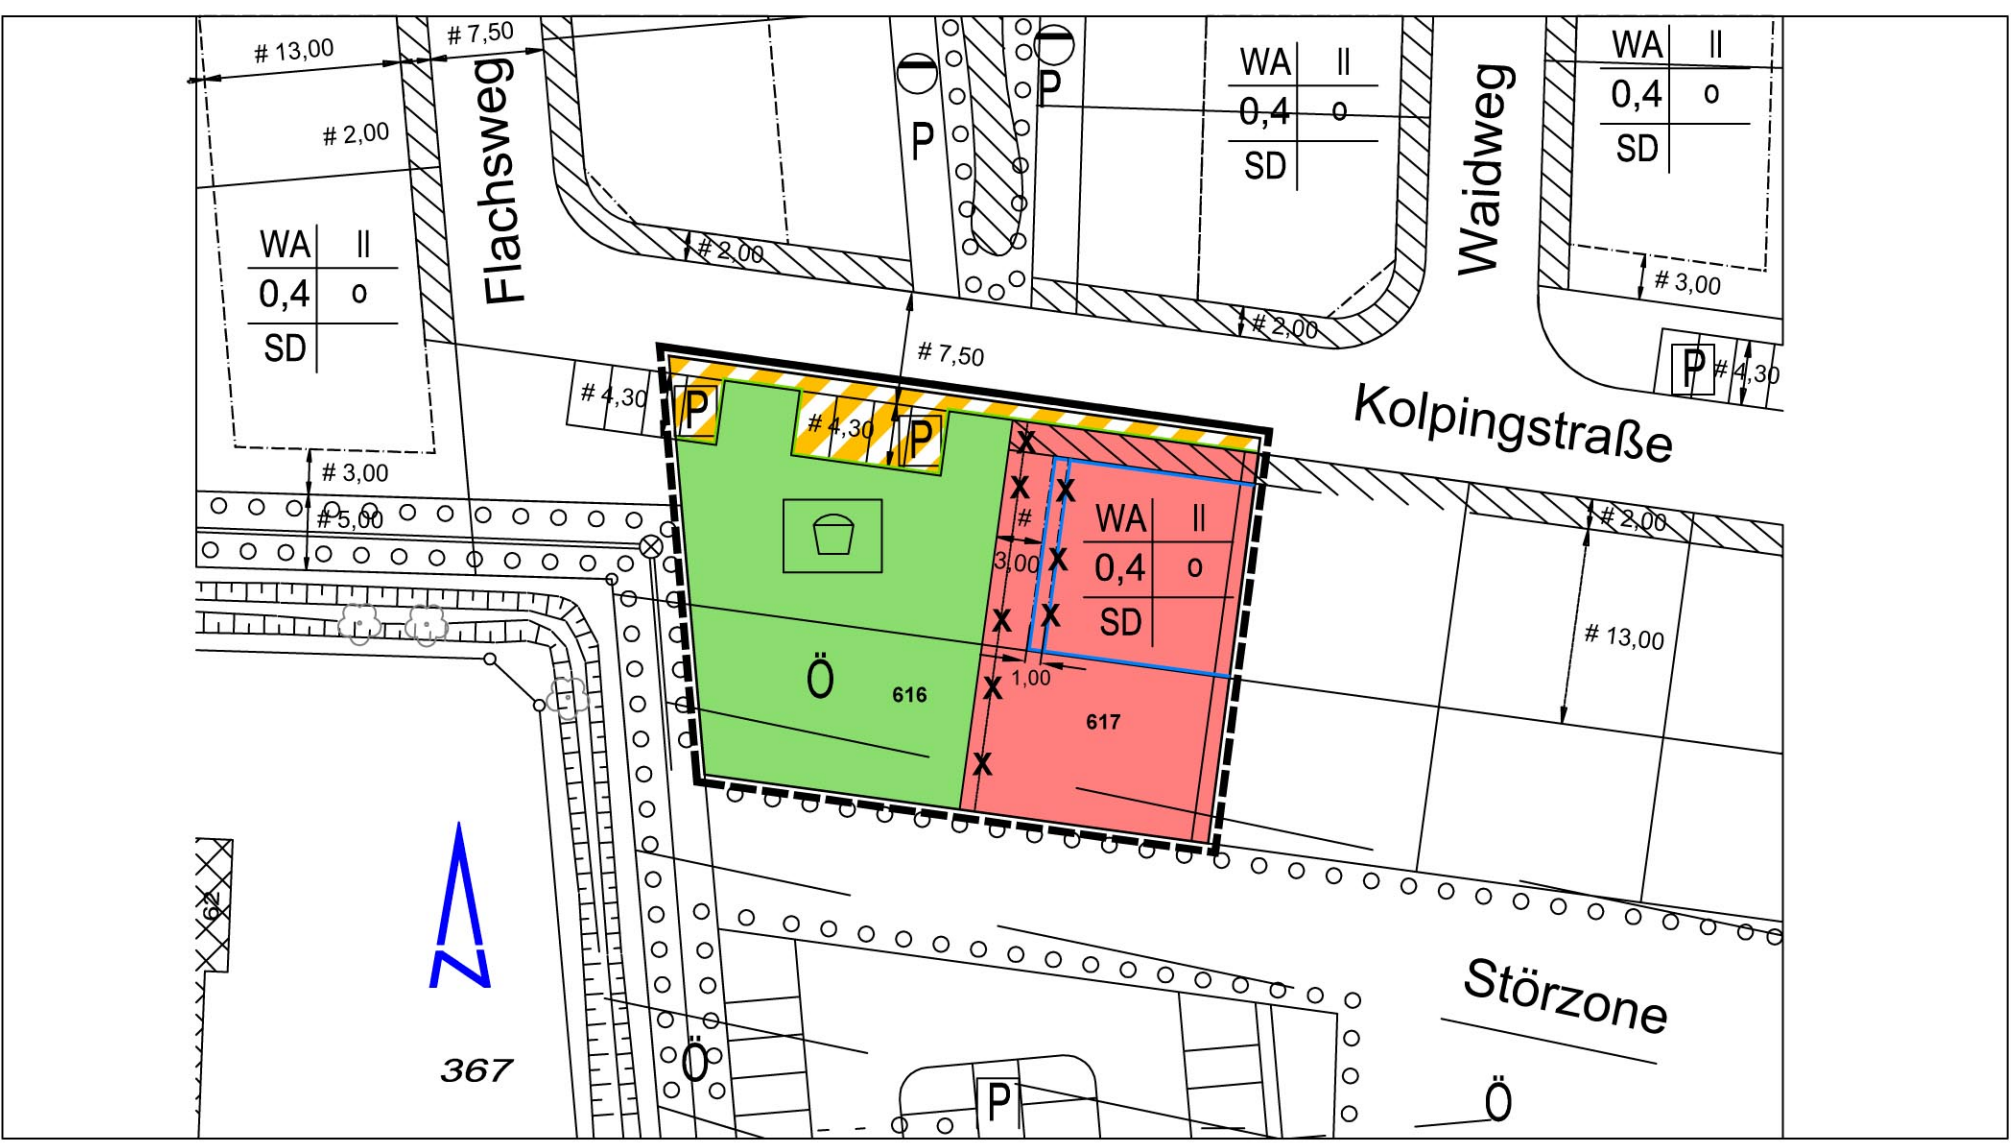 # 13,00
# 7,50
# 2,00
Flachsweg
WA II
0,4 o
SD
P
P
WA II
0,4 o
SD
Waidweg
WA II
0,4 o
SD
# 2,00
# 2,00
# 3,00
# 7,50
P
# 4,30
Kolpingstraße
# 4,30
P
# 4,30
P
# 3,00
# 5,00
#
3,00
WA II
0,4 o
SD
X
X
X
X
X
X
X
X
# 2,00
# 13,00
1,00
Ö
616
617
62
367
Ö
P
Störzone
Ö